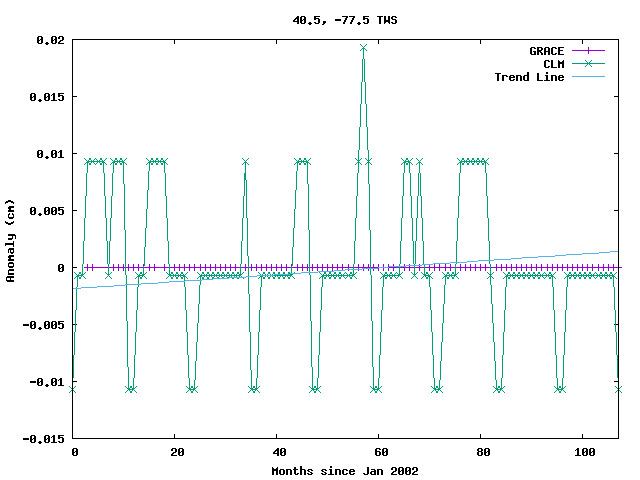 40.5, -77.5 TWS
GRACE
CLM
Trend Line
0.02
0.015
0.01
0.005
0
-0.005
-0.01
-0.015
Anomaly (cm)
0 20 40 60 80 100
Months since Jan 2002